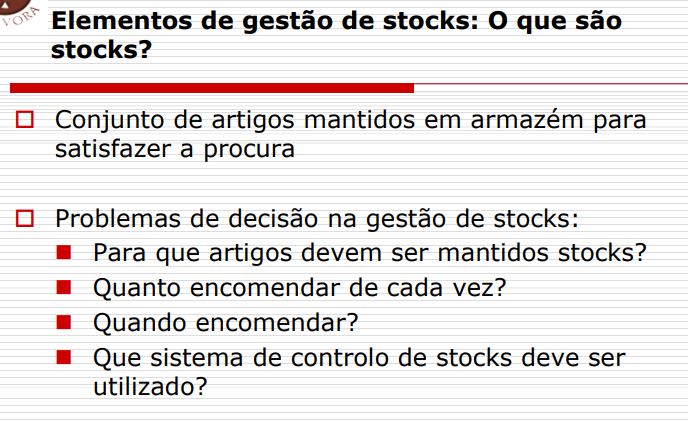 VORA
Elementos de gestão de stocks: O que são
stocks?
Conjunto de artigos mantidos em armazém para
satisfazer a procura
Problemas de decisão na gestão de stocks:
Para que artigos devem ser mantidos stocks?
Quanto encomendar de cada vez?
Quando encomendar?
Que sistema de controlo de stocks deve ser
utilizado?